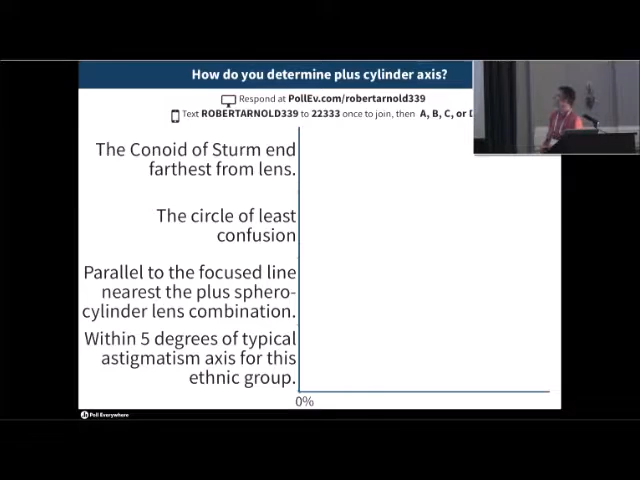 How do you determine plus cylinder axis?
Respond at PollEv.com/robertarnold339
Text ROBERTARNOLD339 to 22333 once to join, then A, B, C, or
The Conoid of Sturm end
farthest from lens.
The circle of least
confusion
Parallel to the focused line
nearest the plus sphero-
cylinder lens combination.
Within 5 degrees of typical
astigmatism axis for this
ethnic group.
0%
Poll Everywhere